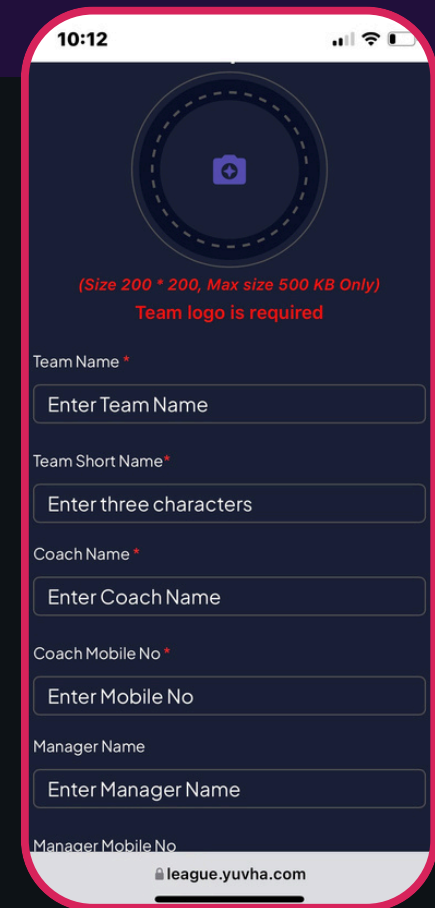 10:12
(Size 200 * 200, Max size 500 KB Only)
Team logo is required
Team Name *
Enter Team Name
Team Short Name*
Enter three characters
Coach Name *
Enter Coach Name
Coach Mobile No *
Enter Mobile No
Manager Name
Enter Manager Name
Manager Mobile No
league.yuvha.com